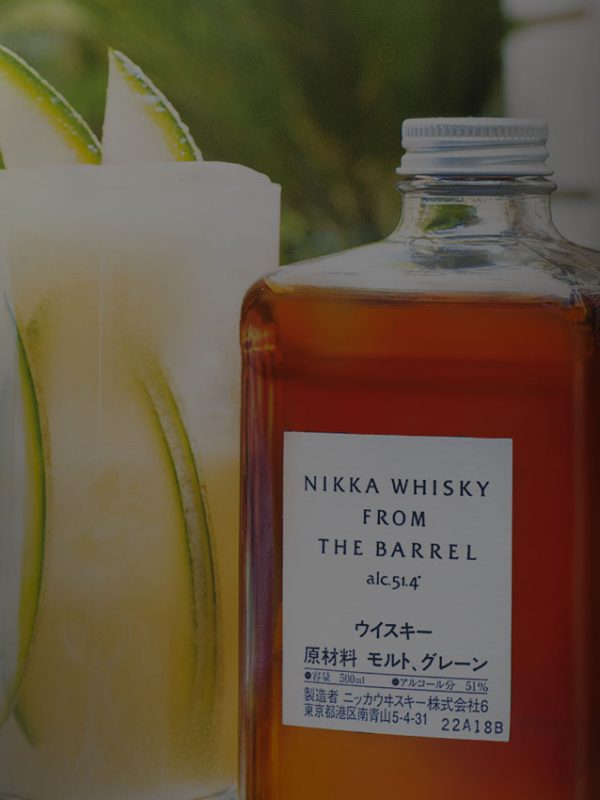 NIKKA WHISKY
FROM
THE BARREL
alc.51.4°
ウイスキー
原材料 モルト、グレーン
●容量 500ml ●アルコール分 51%
製造者 ニッカウヰスキー株式会社6
東京都港区南青山5-4-31 22A18B